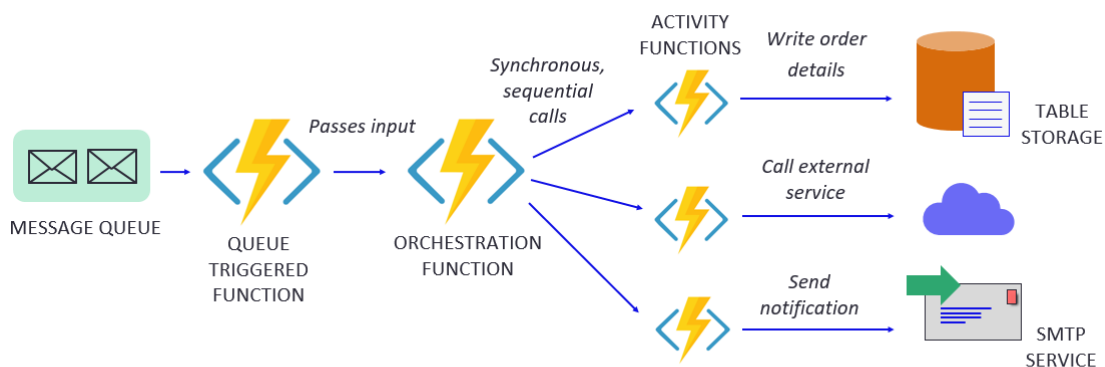 MESSAGE QUEUE
QUEUE
TRIGGERED
FUNCTION
Passes input
ORCHESTRATION
FUNCTION
Synchronous,
sequential
calls
ACTIVITY
FUNCTIONS
Write order
details
TABLE
STORAGE
Call external
service
Send
notification
SMTP
SERVICE